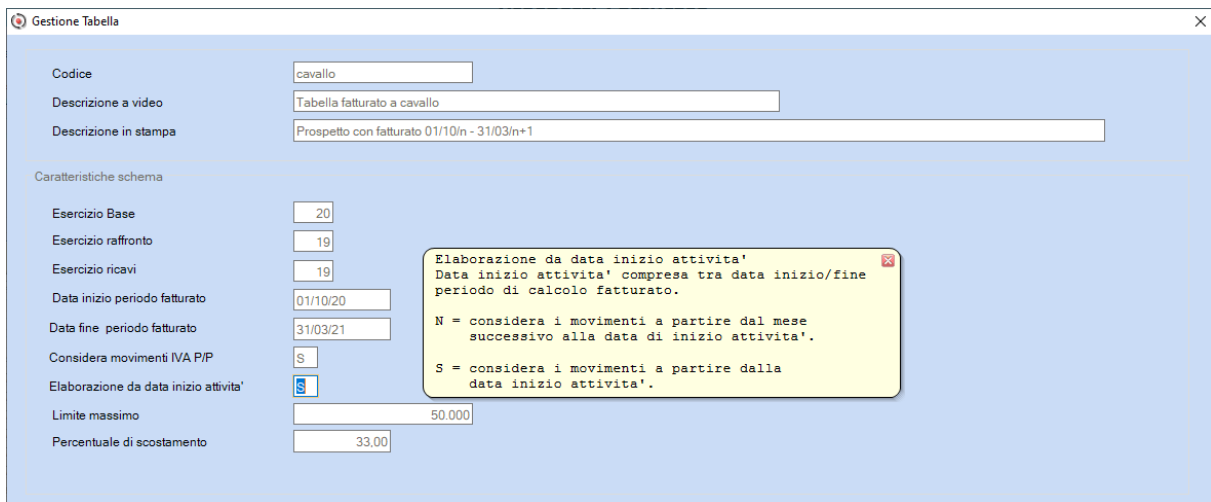 Gestione Tabella
Codice cavallo
Descrizione a video Tabella fatturato a cavallo
Descrizione in stampa Prospetto con fatturato 01/10/n - 31/03/n+1
Caratteristiche schema
Esercizio Base 20
Esercizio raffronto 19
Esercizio ricavi 19
Data inizio periodo fatturato 01/10/20
Data fine periodo fatturato 31/03/21
Considera movimenti IVA P/P S
Elaborazione da data inizio attivita' S
Limite massimo 50.000
Percentuale di scostamento 33,00
Elaborazione da data inizio attivita'
Data inizio attivita' compresa tra data inizio/fine
periodo di calcolo fatturato.
N = considera i movimenti a partire dal mese
successivo alla data di inizio attivita'.
S = considera i movimenti a partire dalla
data inizio attivita'.